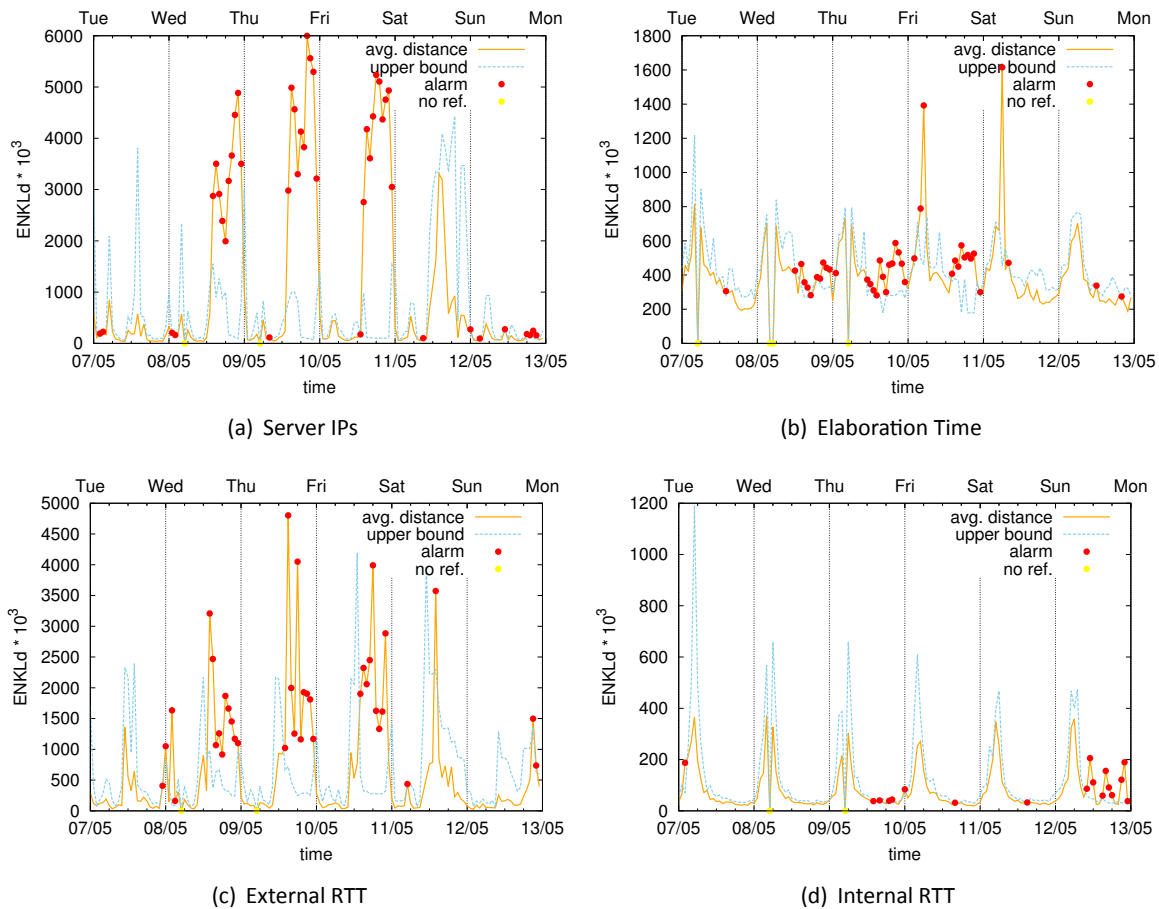 Tue Wed Thu Fri Sat Sun Mon
6000
5000
4000
3000
2000
1000
0
ENKLd * 10^3
avg. distance
upper bound
alarm
no ref.
07/05 08/05 09/05 10/05 11/05 12/05 13/05
time
(a) Server IPs
Tue Wed Thu Fri Sat Sun Mon
1800
1600
1400
1200
1000
800
600
400
200
0
ENKLd * 10^3
avg. distance
upper bound
alarm
no ref.
07/05 08/05 09/05 10/05 11/05 12/05 13/05
time
(b) Elaboration Time
Tue Wed Thu Fri Sat Sun Mon
5000
4500
4000
3500
3000
2500
2000
1500
1000
500
0
ENKLd * 10^3
avg. distance
upper bound
alarm
no ref.
07/05 08/05 09/05 10/05 11/05 12/05 13/05
time
(c) External RTT
Tue Wed Thu Fri Sat Sun Mon
1200
1000
800
600
400
200
0
ENKLd * 10^3
avg. distance
upper bound
alarm
no ref.
07/05 08/05 09/05 10/05 11/05 12/05 13/05
time
(d) Internal RTT